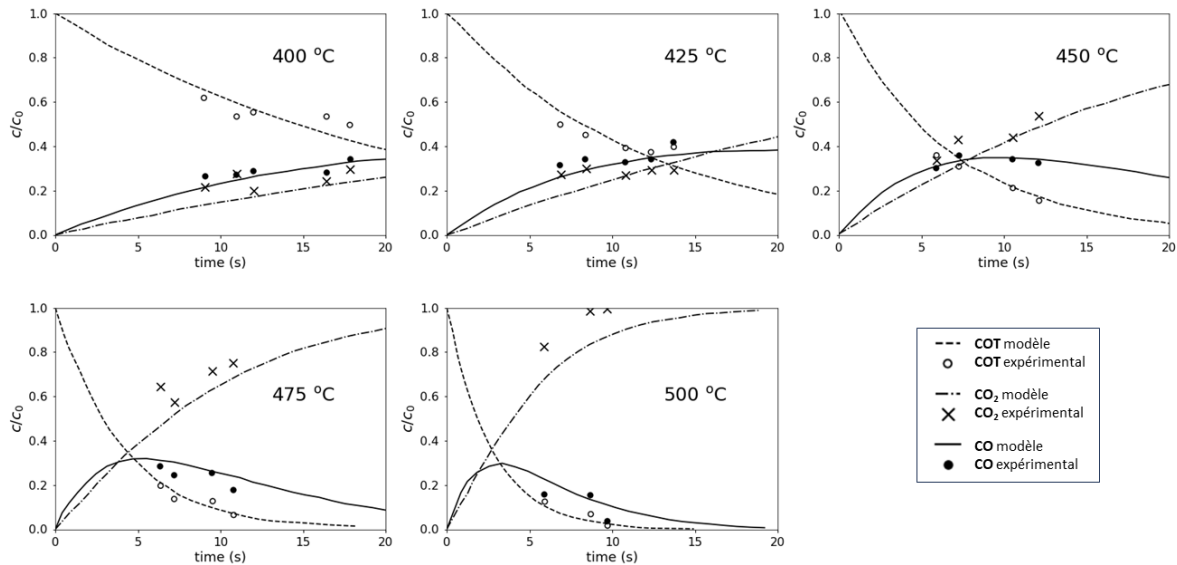 1.0
0.8
0.6
0.4
0.2
0.0
c/c₀
400 °C
0 5 10 15 20
time (s)
1.0
0.8
0.6
0.4
0.2
0.0
c/c₀
425 °C
0 5 10 15 20
time (s)
1.0
0.8
0.6
0.4
0.2
0.0
c/c₀
450 °C
0 5 10 15 20
time (s)
1.0
0.8
0.6
0.4
0.2
0.0
c/c₀
475 °C
0 5 10 15 20
time (s)
1.0
0.8
0.6
0.4
0.2
0.0
c/c₀
500 °C
0 5 10 15 20
time (s)
COT modèle
COT expérimental
CO₂ modèle
CO₂ expérimental
CO modèle
CO expérimental